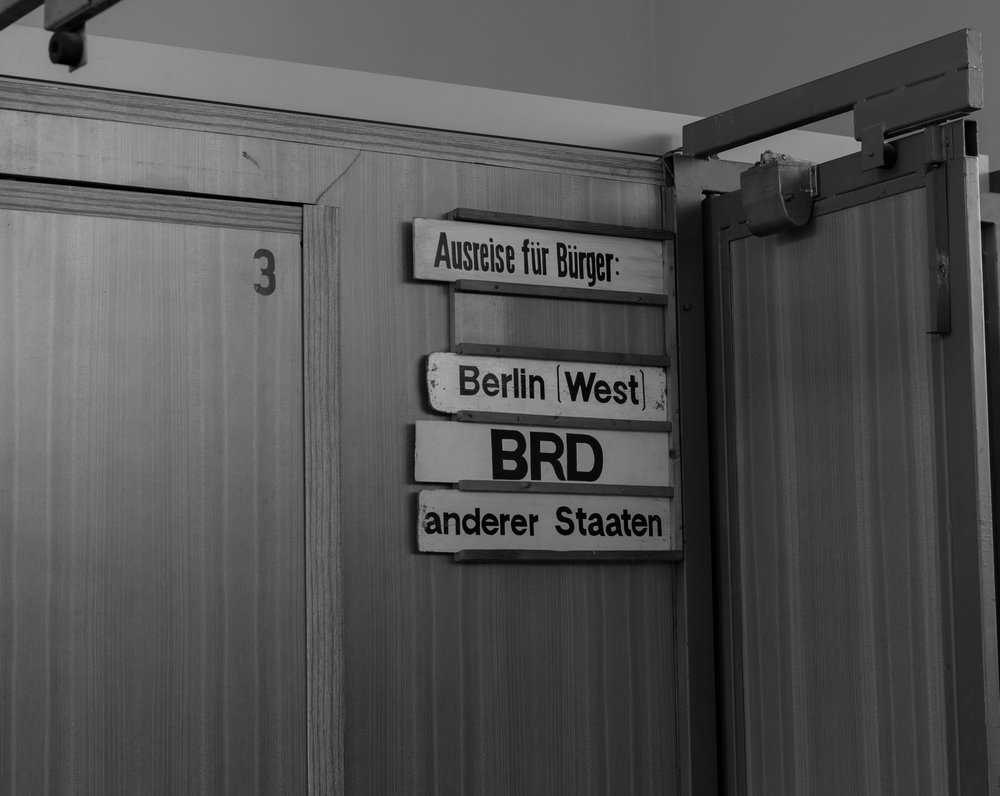 3
Ausreise für Bürger:
Berlin (West)
BRD
anderer Staaten